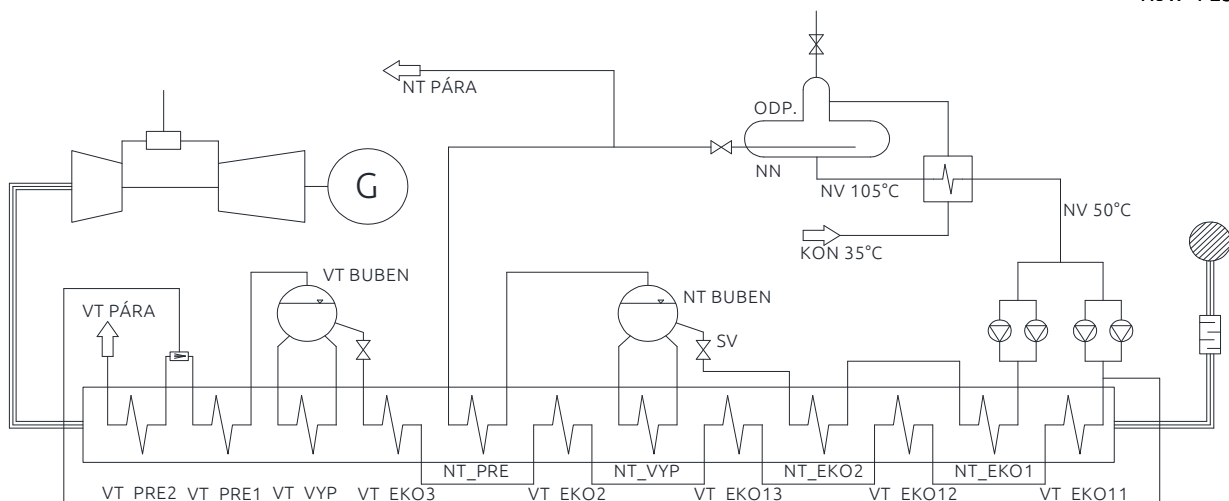 NT PÁRA
ODP.
G
NN
NV 105°C
NV 50°C
KON 35°C
VT BUBEN
NT BUBEN
VT PÁRA
SV
NT_PRE
NT_VYP
NT_EKO2
NT_EKO1
VT_PRE2
VT_PRE1
VT_VYP
VT_EKO3
VT_EKO2
VT_EKO13
VT_EKO12
VT_EKO11